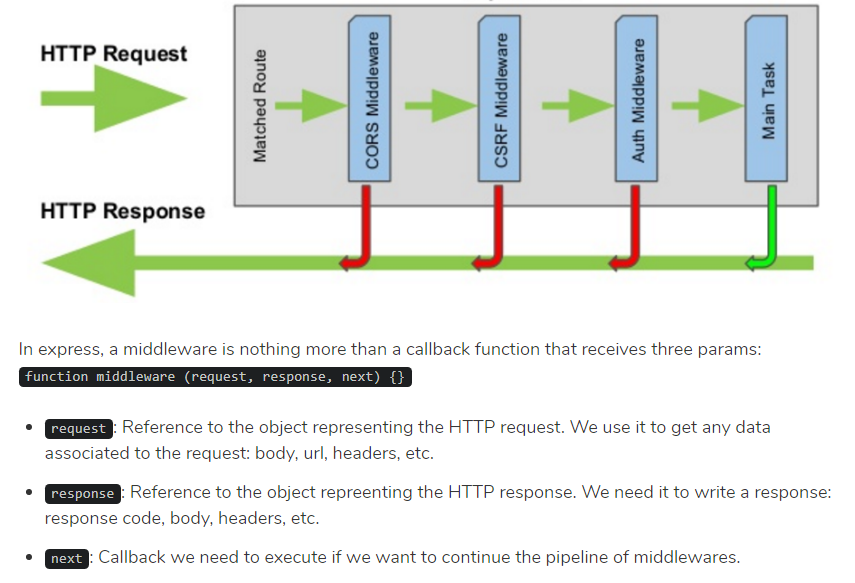 HTTP Request
Matched Route
CORS Middleware
CSRF Middleware
Auth Middleware
Main Task
HTTP Response
In express, a middleware is nothing more than a callback function that receives three params:
function middleware (request, response, next) {}
• request: Reference to the object representing the HTTP request. We use it to get any data
associated to the request: body, url, headers, etc.
• response: Reference to the object repreenting the HTTP response. We need it to write a response:
response code, body, headers, etc.
• next: Callback we need to execute if we want to continue the pipeline of middlewares.